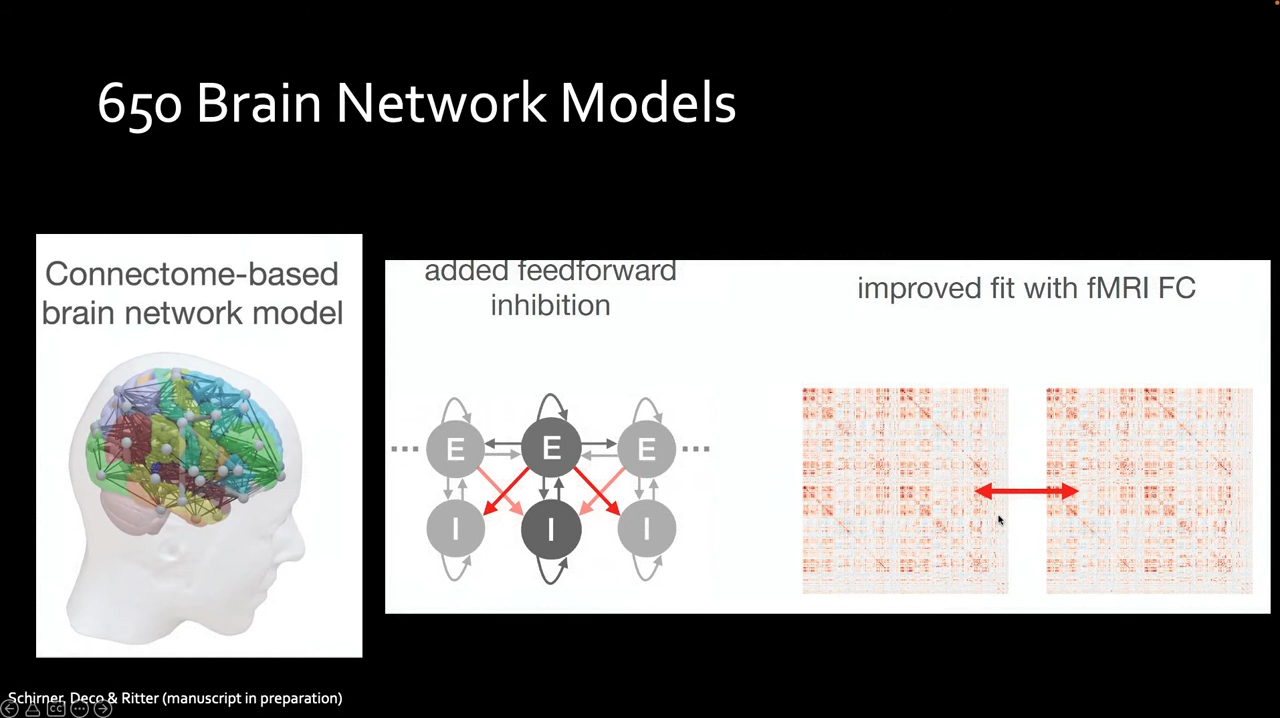 650 Brain Network Models
Connectome-based
brain network model
added feedforward
inhibition
improved fit with fMRI FC
... E E E ...
I I I
Schirner, Deco & Ritter (manuscript in preparation)
CC